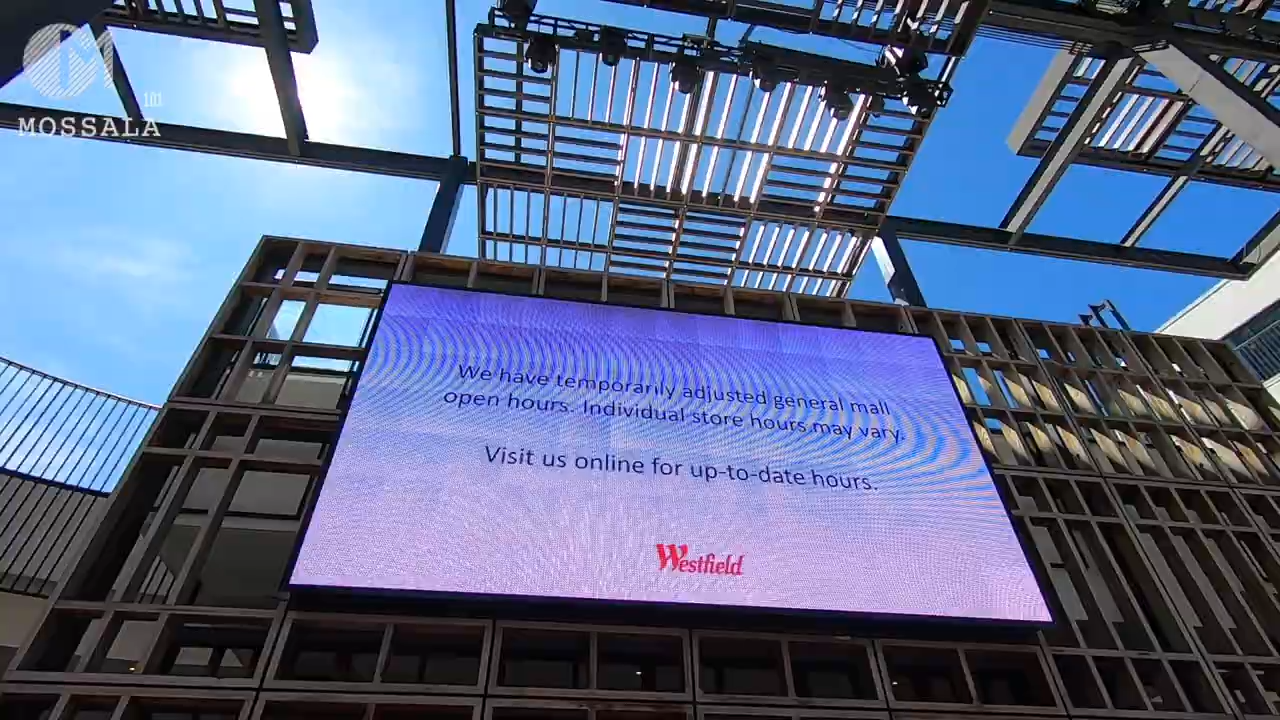 101
MOSSALA
We have temporarily adjusted general mall
open hours. Individual store hours may vary.
Visit us online for up-to-date hours.
Westfield